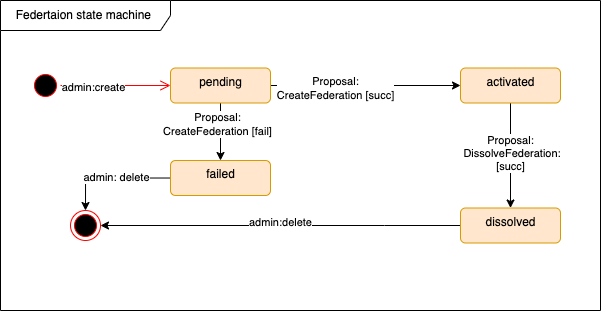 Federtaion state machine
admin:create
pending
Proposal:
CreateFederation [succ]
activated
Proposal:
CreateFederation [fail]
Proposal:
DissolveFederation:
[succ]
admin: delete
failed
admin:delete
dissolved